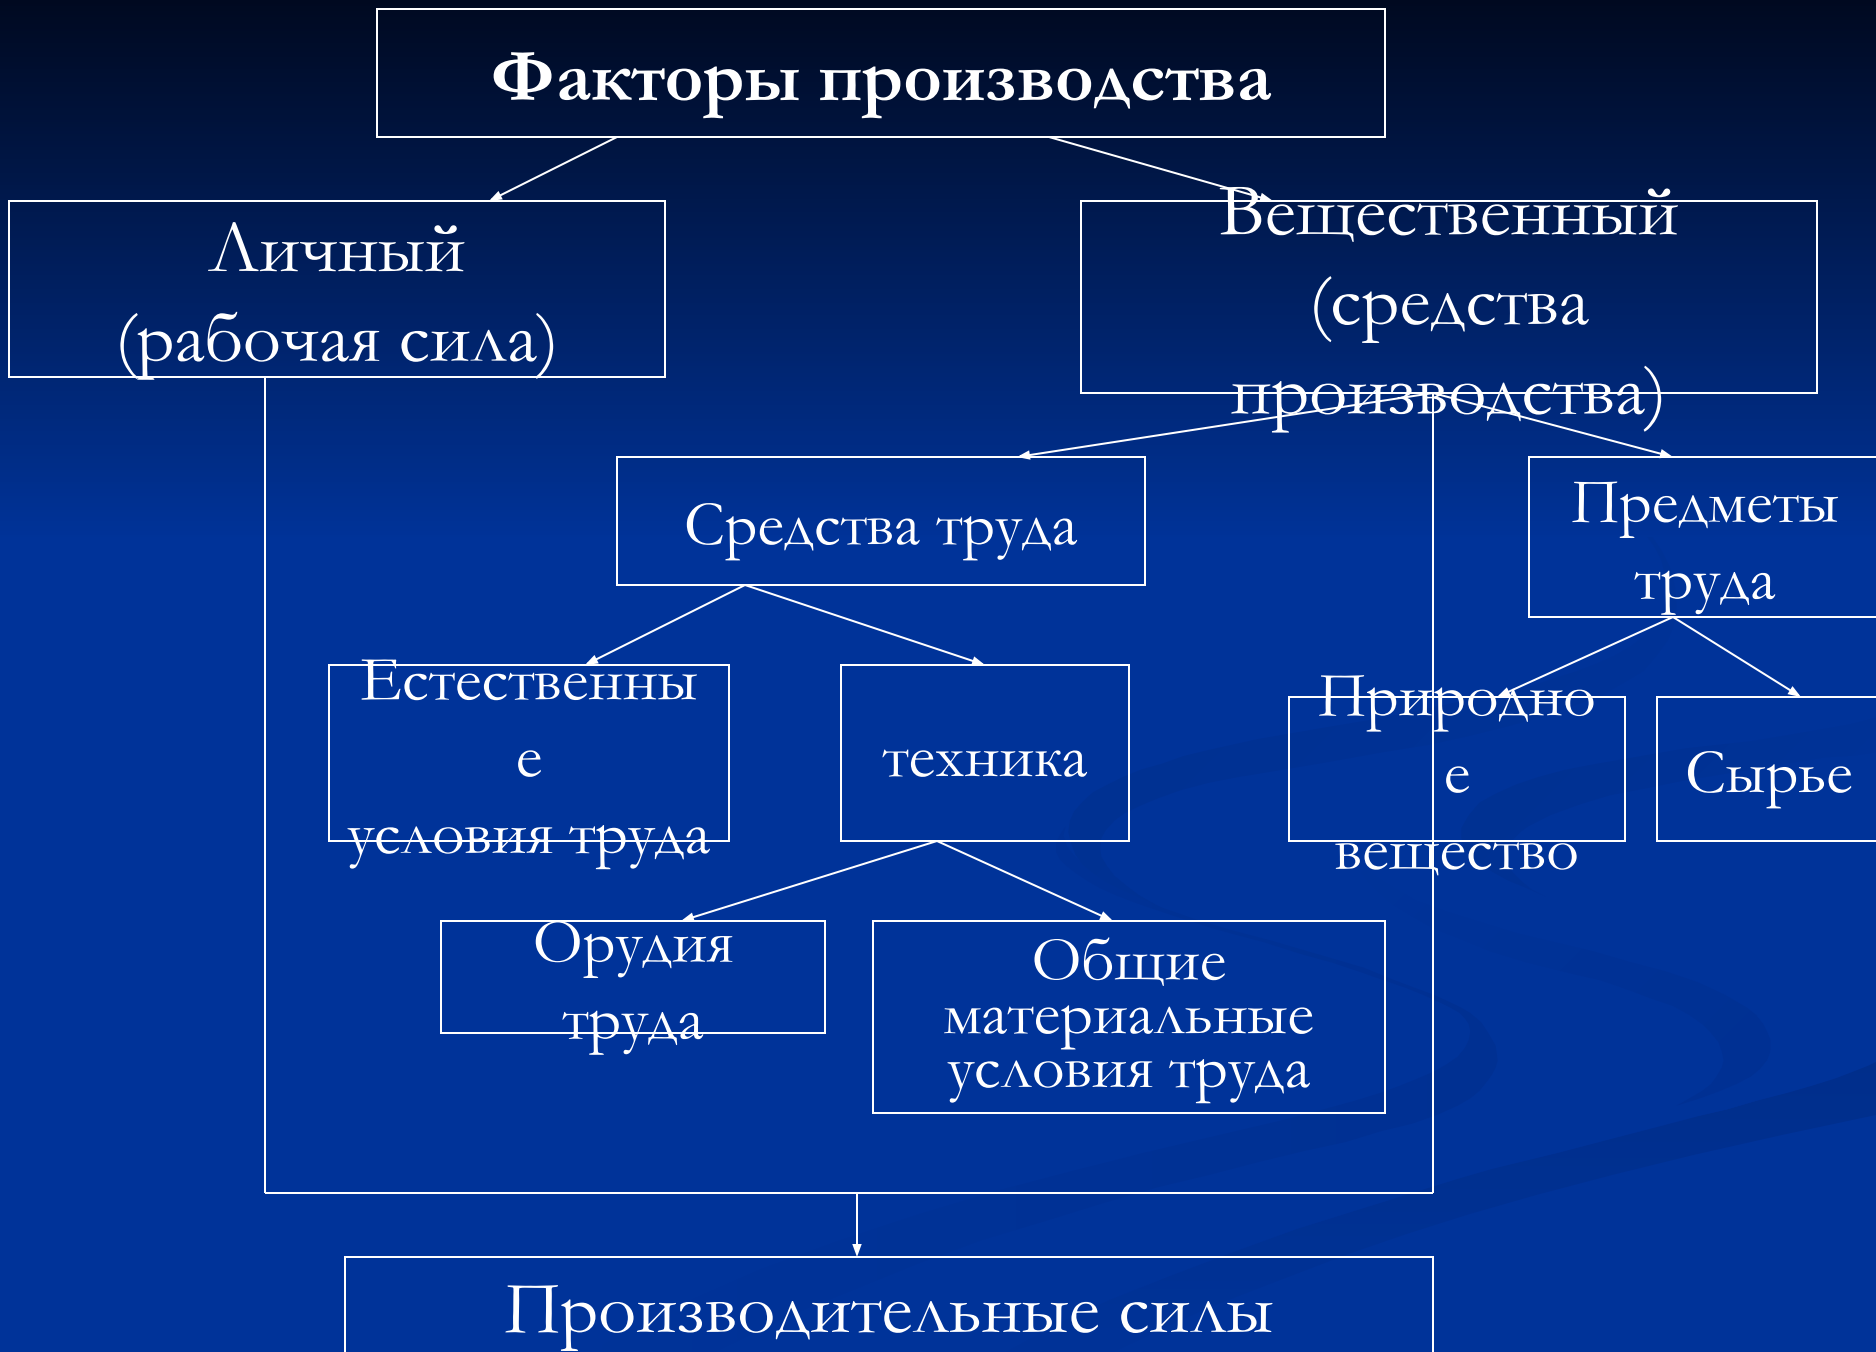 Факторы производства
Личный
(рабочая сила)
Вещественный
(средства
производства)
Средства труда
Предметы
труда
Естественны
е
условия труда
техника
Природно
е
вещество
Сырье
Орудия
труда
Общие
материальные
условия труда
Производительные силы